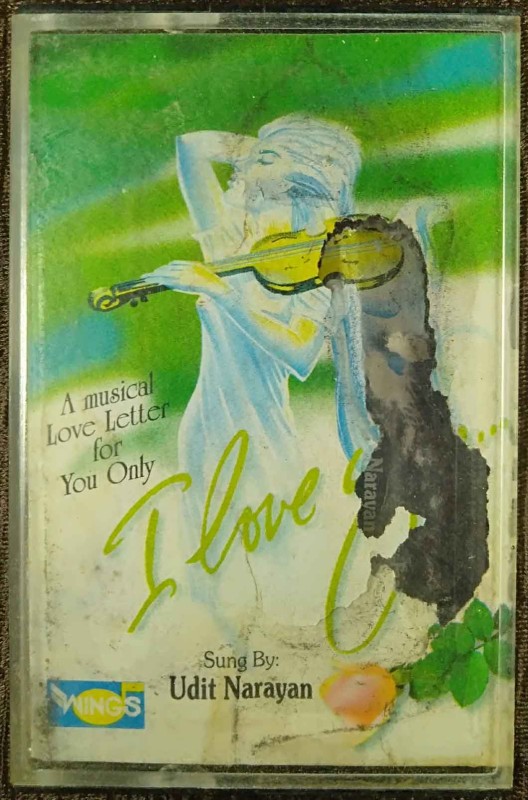 A musical
Love Letter
for
You Only
I love
....
Narayan
Sung By:
Udit Narayan
WINGS